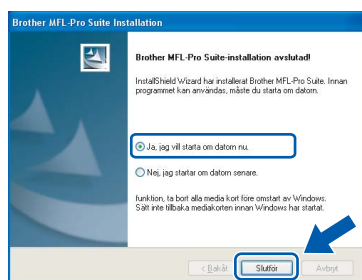 Brother MFL-Pro Suite Installation
Brother MFL-Pro Suite-installation avslutad!
InstallShield Wizard har installerat Brother MFL-Pro Suite. Innan
programmet kan användas, måste du starta om datorn.
Ja, jag vill starta om datorn nu.
Nej, jag startar om datorn senare.
funktion, ta bort alla media kort före omstart av Windows.
Sätt inte tillbaka mediakorten innan Windows har startat.
< Bakåt
Slutför
Avbryt